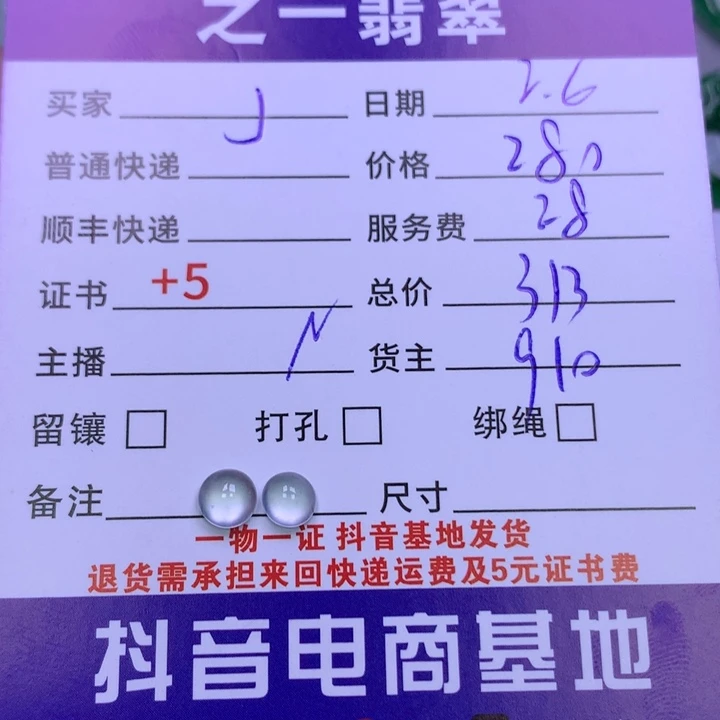 之一翡翠
买家 J 日期 2.6
普通快递 价格 280
顺丰快递 服务费 28
证书 +5 总价 313
主播 N 货主 910
留镶 打孔 绑绳
备注 尺寸
一物一证 抖音基地发货
退货需承担来回快递运费及5元证书费
抖音电商基地